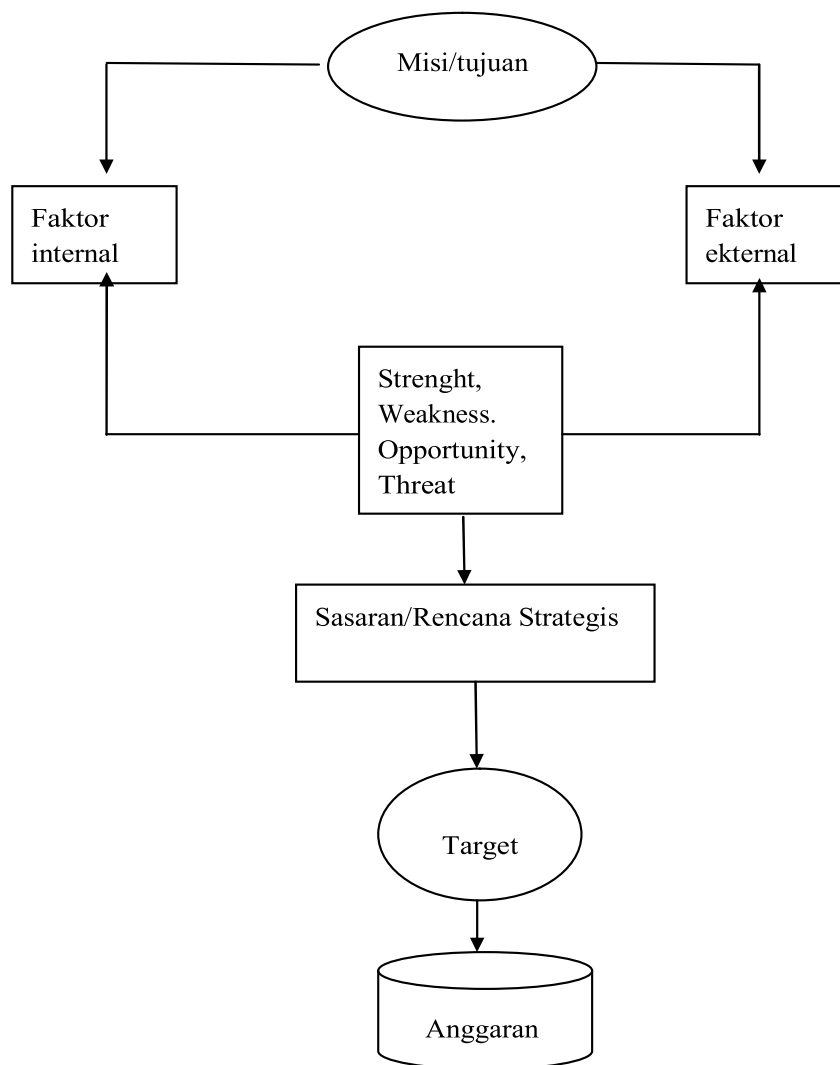 Misi/tujuan
Faktor
internal
Faktor
ekternal
Strenght,
Weakness.
Opportunity,
Threat
Sasaran/Rencana Strategis
Target
Anggaran